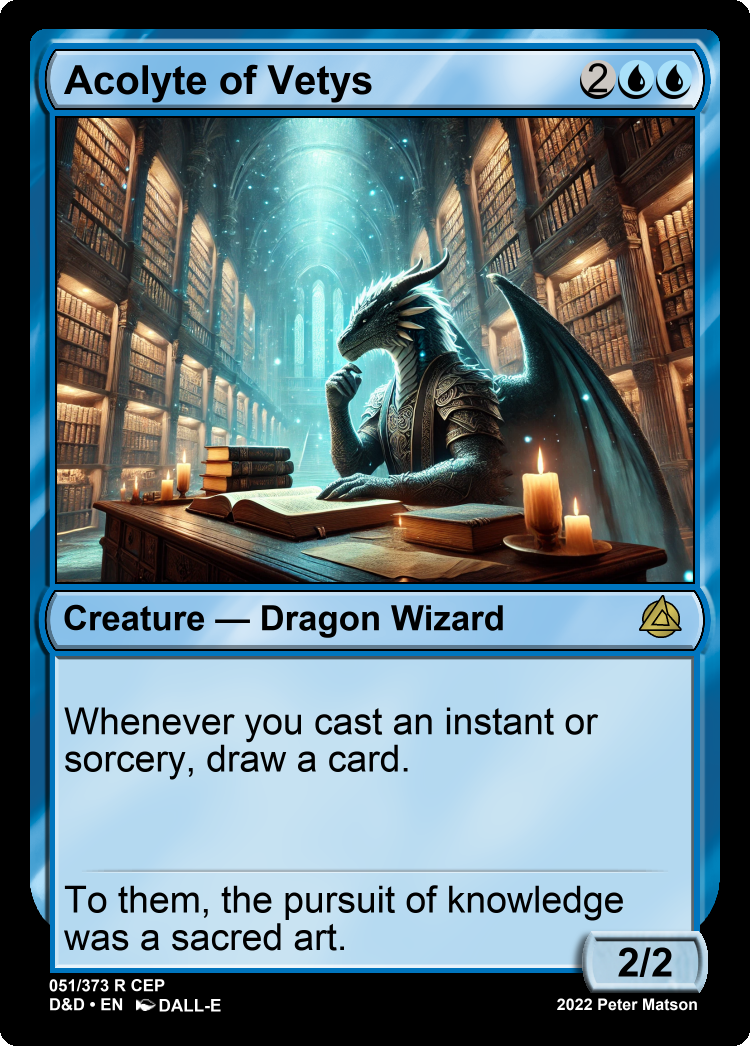 Acolyte of Vetys 2
Creature — Dragon Wizard
Whenever you cast an instant or
sorcery, draw a card.
To them, the pursuit of knowledge
was a sacred art.
2/2
051/373 R CEP
D&D • EN DALL-E
2022 Peter Matson